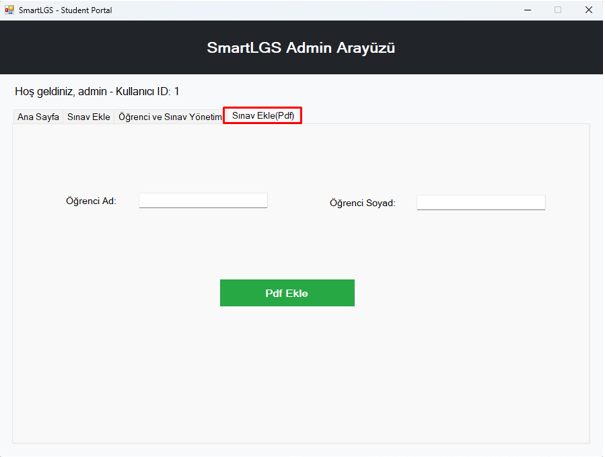 SmartLGS - Student Portal
SmartLGS Admin Arayüzü
Hoş geldiniz, admin - Kullanıcı ID: 1
Ana Sayfa Sınav Ekle Öğrenci ve Sınav Yönetim Sınav Ekle(Pdf)
Öğrenci Ad: Öğrenci Soyad:
Pdf Ekle